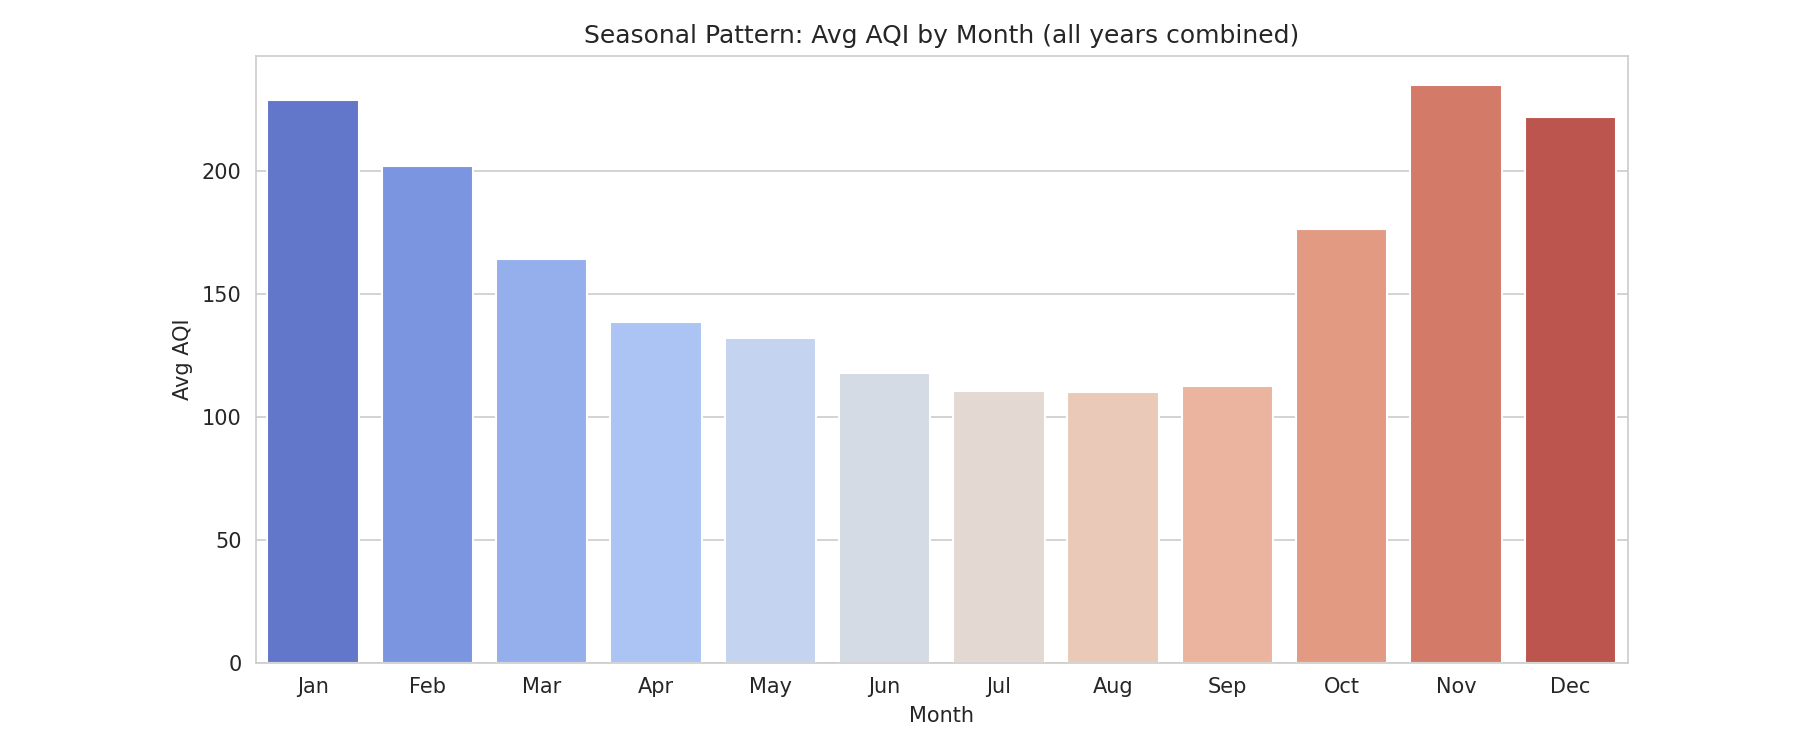 Seasonal Pattern: Avg AQI by Month (all years combined)
Avg AQI
200
150
100
50
0
Jan Feb Mar Apr May Jun Jul Aug Sep Oct Nov Dec
Month